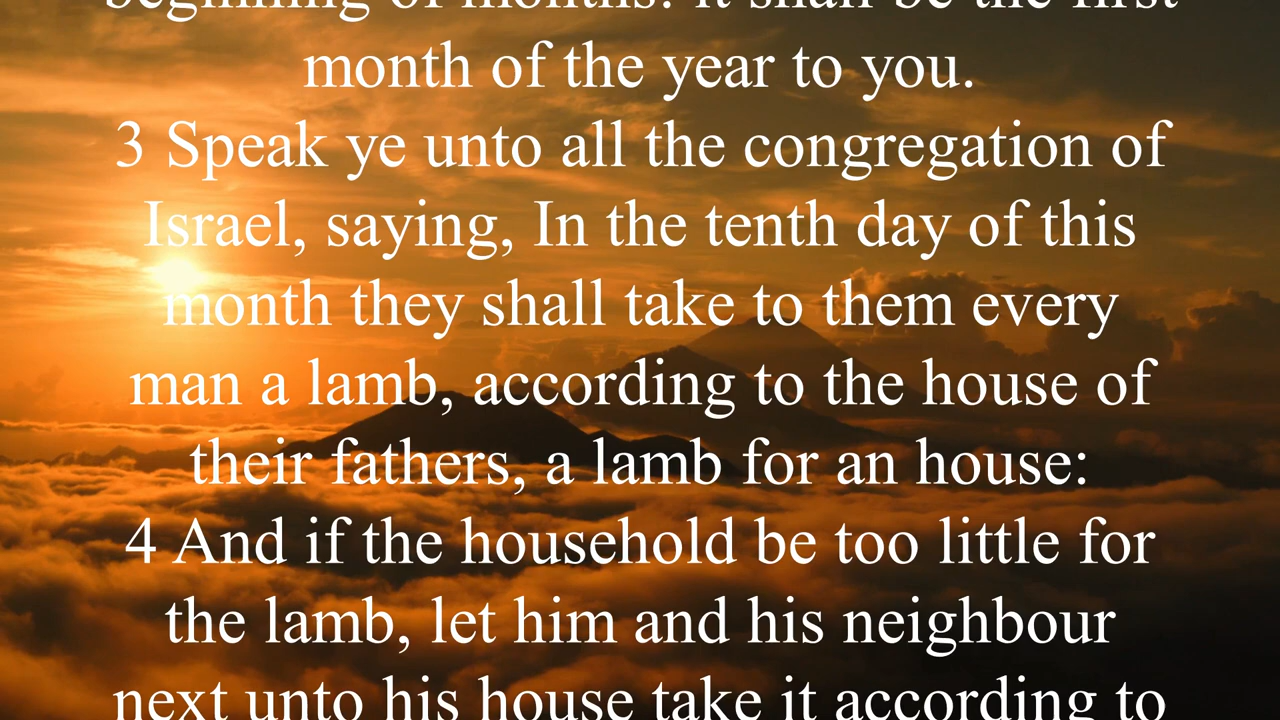 beginning of months: it shall be the first
month of the year to you.
3 Speak ye unto all the congregation of
Israel, saying, In the tenth day of this
month they shall take to them every
man a lamb, according to the house of
their fathers, a lamb for an house:
4 And if the household be too little for
the lamb, let him and his neighbour
next unto his house take it according to